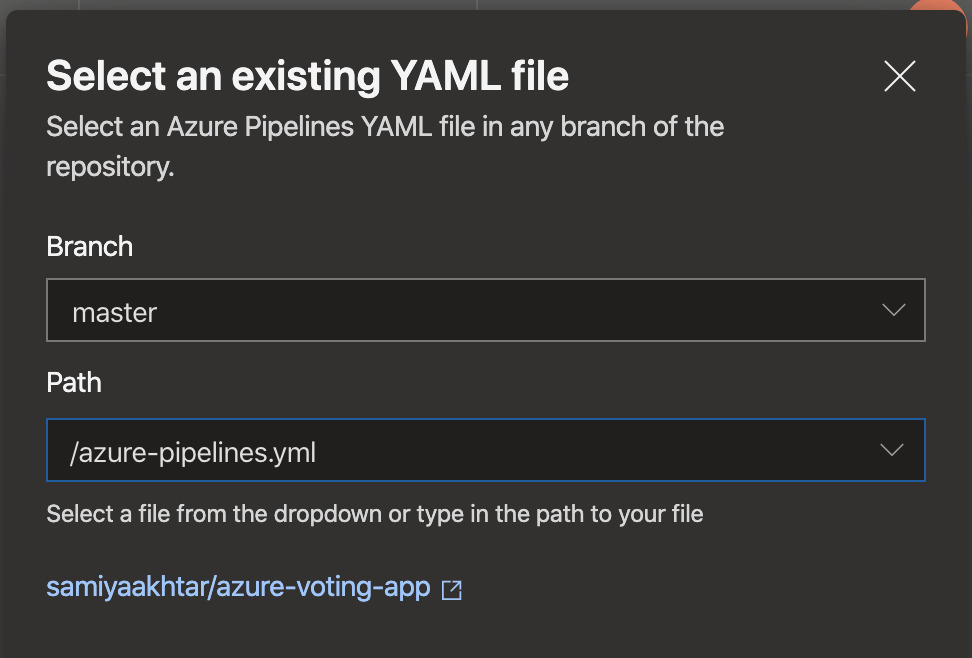 Select an existing YAML file
Select an Azure Pipelines YAML file in any branch of the
repository.
Branch
master
Path
/azure-pipelines.yml
Select a file from the dropdown or type in the path to your file
samiyaakhtar/azure-voting-app